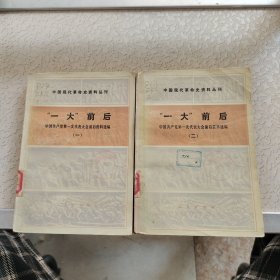 中国现代革命史资料丛刊
“一大”前后
中国共产党第一次代表大会前后资料选编
(一)
中国现代革命史资料丛刊
“一大”前后
中国共产党第一次代表大会前后资料选编
(二)